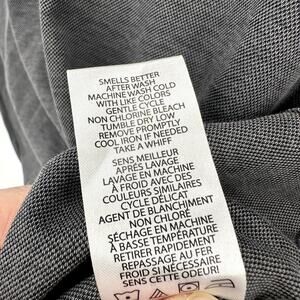 SMELLS BETTER
AFTER WASH
MACHINE WASH COLD
WITH LIKE COLORS
GENTLE CYCLE
NON CHLORINE BLEACH
TUMBLE DRY LOW
REMOVE PROMPTLY
COOL IRON IF NEEDED
TAKE A WHIFF
SENS MEILLEUR
APRÈS LAVAGE
LAVAGE EN MACHINE
À FROID AVEC DES
COULEURS SIMILAIRES
CYCLE DÉLICAT
AGENT DE BLANCHIMENT
NON CHLORÉ
SÉCHAGE EN MACHINE
À BASSE TEMPÉRATURE
RETIRER RAPIDEMENT
REPASSAGE AU FER
FROID SI NÉCESSAIRE
SENS CETTE ODEUR!